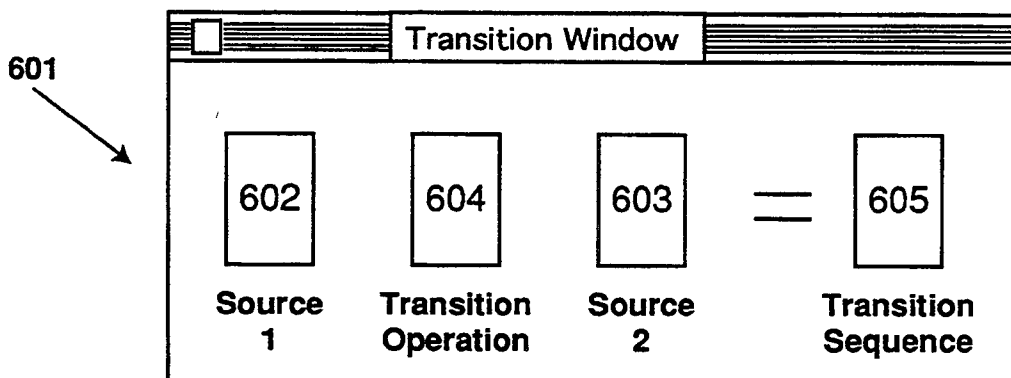 Transition Window
601
602 604 603 = 605
Source Transition Source Transition
1 Operation 2 Sequence